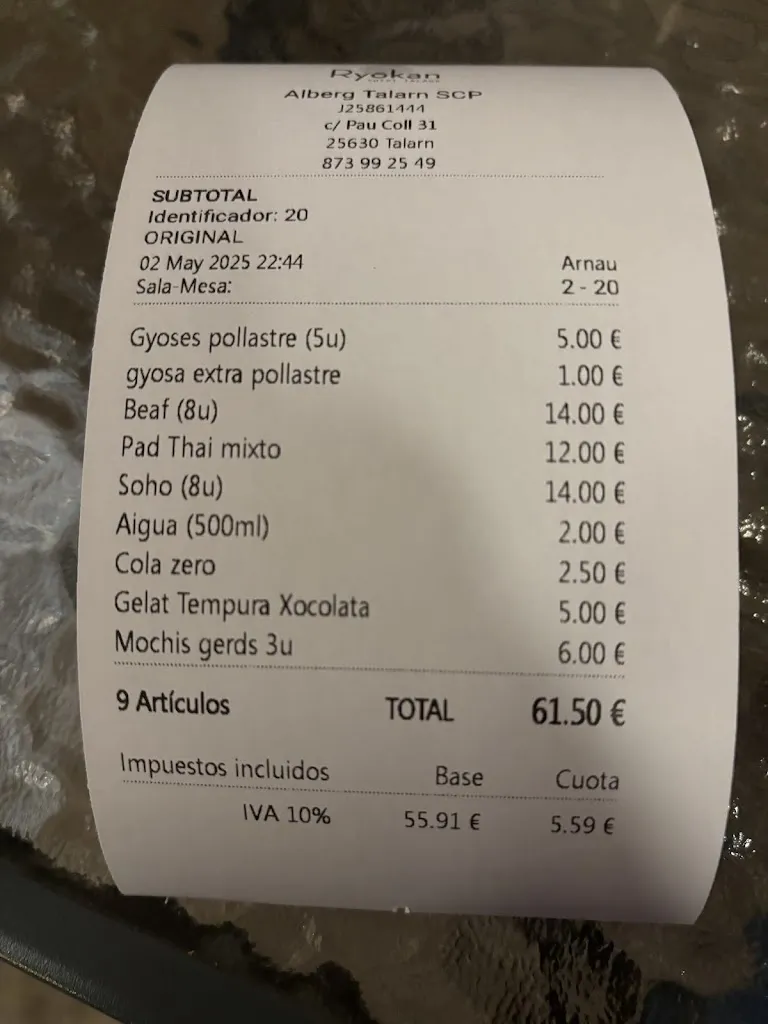 Ryokan
Alberg Talarn SCP
J25861444
c/ Pau Coll 31
25630 Talarn
873 99 25 49
SUBTOTAL
Identificador: 20
ORIGINAL
02 May 2025 22:44 Arnau
Sala-Mesa: 2 - 20
Gyoses pollastre (5u) 5.00 €
gyosa extra pollastre 1.00 €
Beaf (8u) 14.00 €
Pad Thai mixto 12.00 €
Soho (8u) 14.00 €
Aigua (500ml) 2.00 €
Cola zero 2.50 €
Gelat Tempura Xocolata 5.00 €
Mochis gerds 3u 6.00 €
9 Artículos TOTAL 61.50 €
Impuestos incluidos Base Cuota
IVA 10% 55.91 € 5.59 €